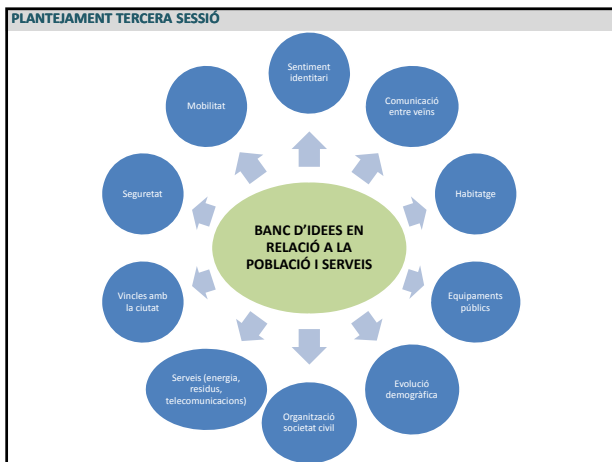 PLANTEJAMENT TERCERA SESSIÓ
Sentiment
identitari
Comunicació
entre veïns
Habitatge
Equipaments
públics
Evolució
demogràfica
Organització
societat civil
Serveis (energia,
residus,
telecomunicacions)
Vincles amb
la ciutat
Seguretat
Mobilitat
BANC D'IDEES EN
RELACIÓ A LA
POBLACIÓ I SERVEIS